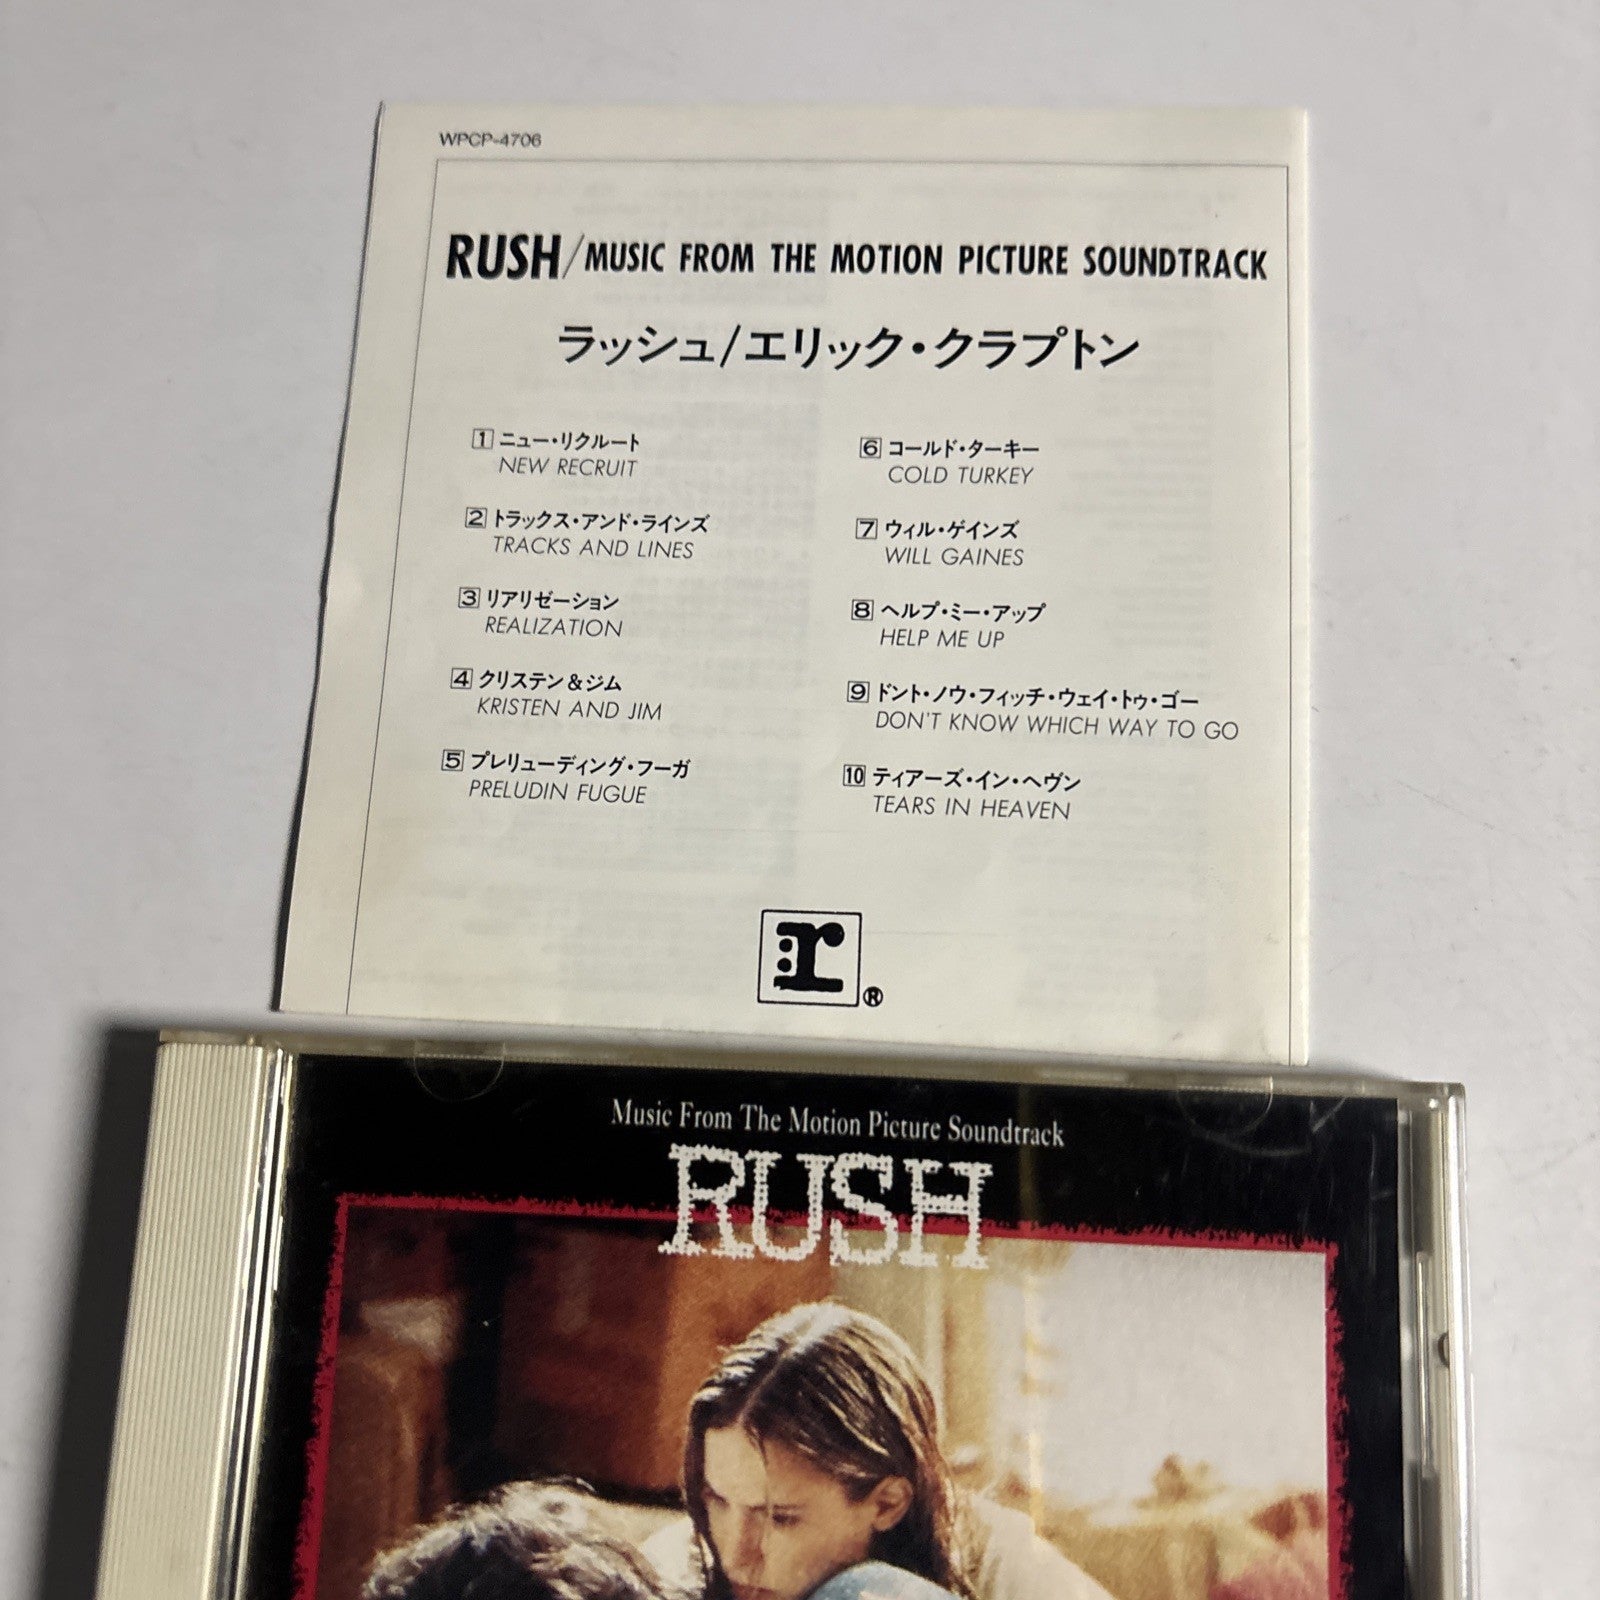 WPCP-4706
RUSH/MUSIC FROM THE MOTION PICTURE SOUNDTRACK
ラッシュ/エリック・クラプトン
1 ニュー・リクルート
NEW RECRUIT
2 トラックス・アンド・ラインズ
TRACKS AND LINES
3 リアリゼーション
REALIZATION
4 クリステン&ジム
KRISTEN AND JIM
5 プレリューディング・フーガ
PRELUDIN FUGUE
6 コールド・ターキー
COLD TURKEY
7 ウィル・ゲインズ
WILL GAINES
8 ヘルプ・ミー・アップ
HELP ME UP
9 ドント・ノウ・フィッチ・ウェイ・トゥ・ゴー
DON'T KNOW WHICH WAY TO GO
10 ティアーズ・イン・ヘヴン
TEARS IN HEAVEN
:r®
Music From The Motion Picture Soundtrack
RUSH